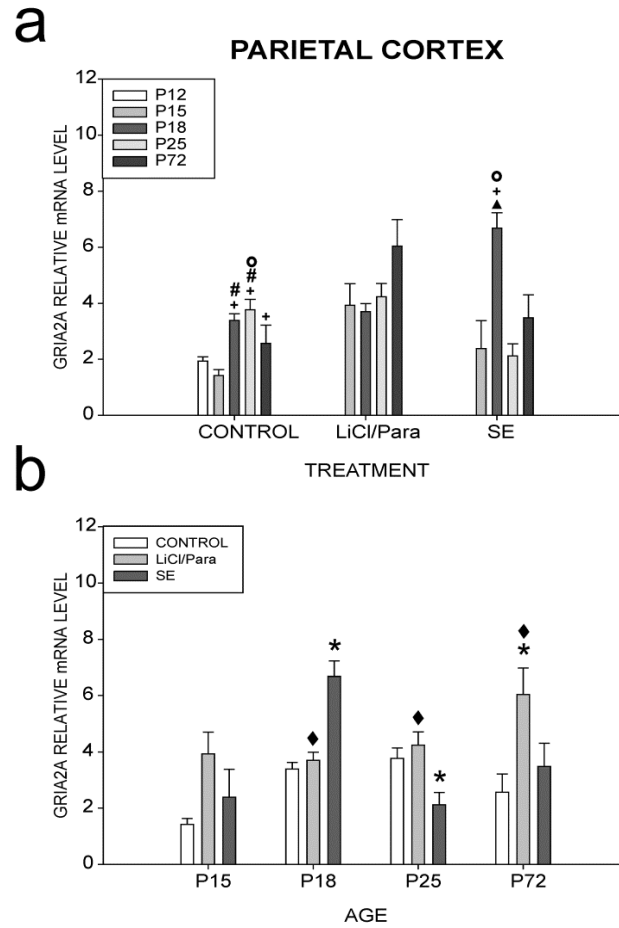 a
PARIETAL CORTEX
GRIA2A RELATIVE mRNA LEVEL
12
10
8
6
4
2
0
P12
P15
P18
P25
P72
#
+
o
#
+
+
o
+
▲
CONTROL LiCl/Para SE
TREATMENT
b
GRIA2A RELATIVE mRNA LEVEL
12
10
8
6
4
2
0
CONTROL
LiCl/Para
SE
♦
*
♦
*
♦
*
P15 P18 P25 P72
AGE